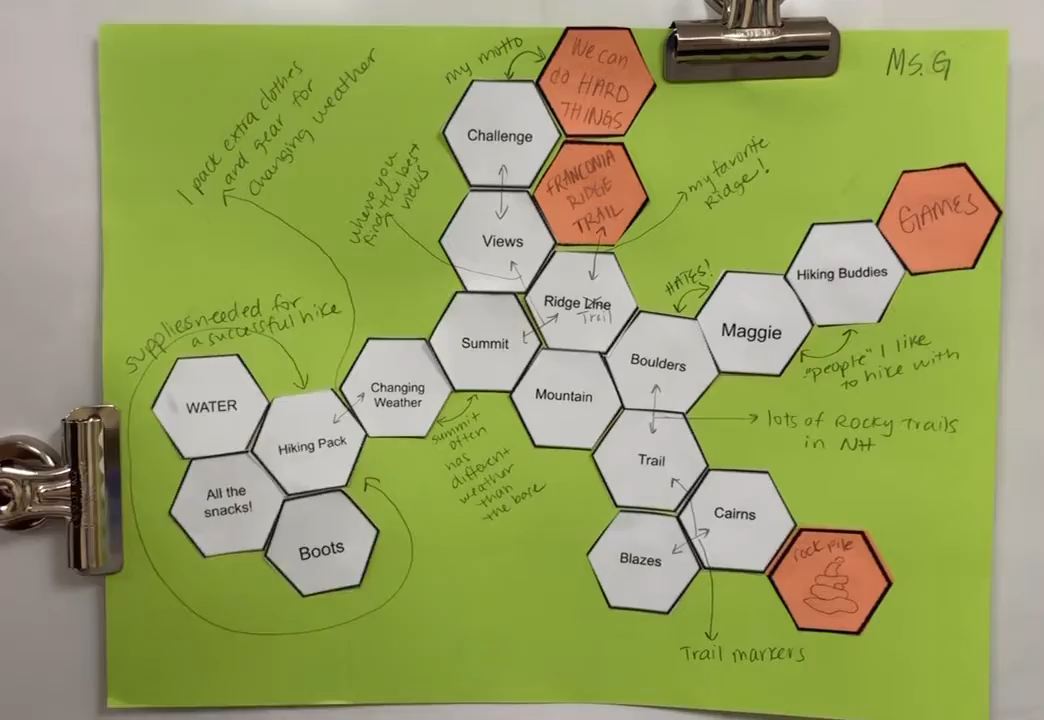 Ms. G
my motto
We can
do HARD
THINGS
Challenge
I pack extra clothes
and gear for
changing weather
where you
find the best
views
FRANCONIA
RIDGE
TRAIL
my favorite
Ridge!
Views
GAMES
Hiking Buddies
HATES!
Ridge Line
Trail
Maggie
"people" I like
to hike with
supplies needed for
a successful hike
Summit
Boulders
Changing
Weather
Mountain
WATER
Hiking Pack
summit
often
has
different
weather
than
the base
lots of Rocky Trails
in NH
Trail
All the
snacks!
Boots
Cairns
Blazes
rock pile
Trail markers